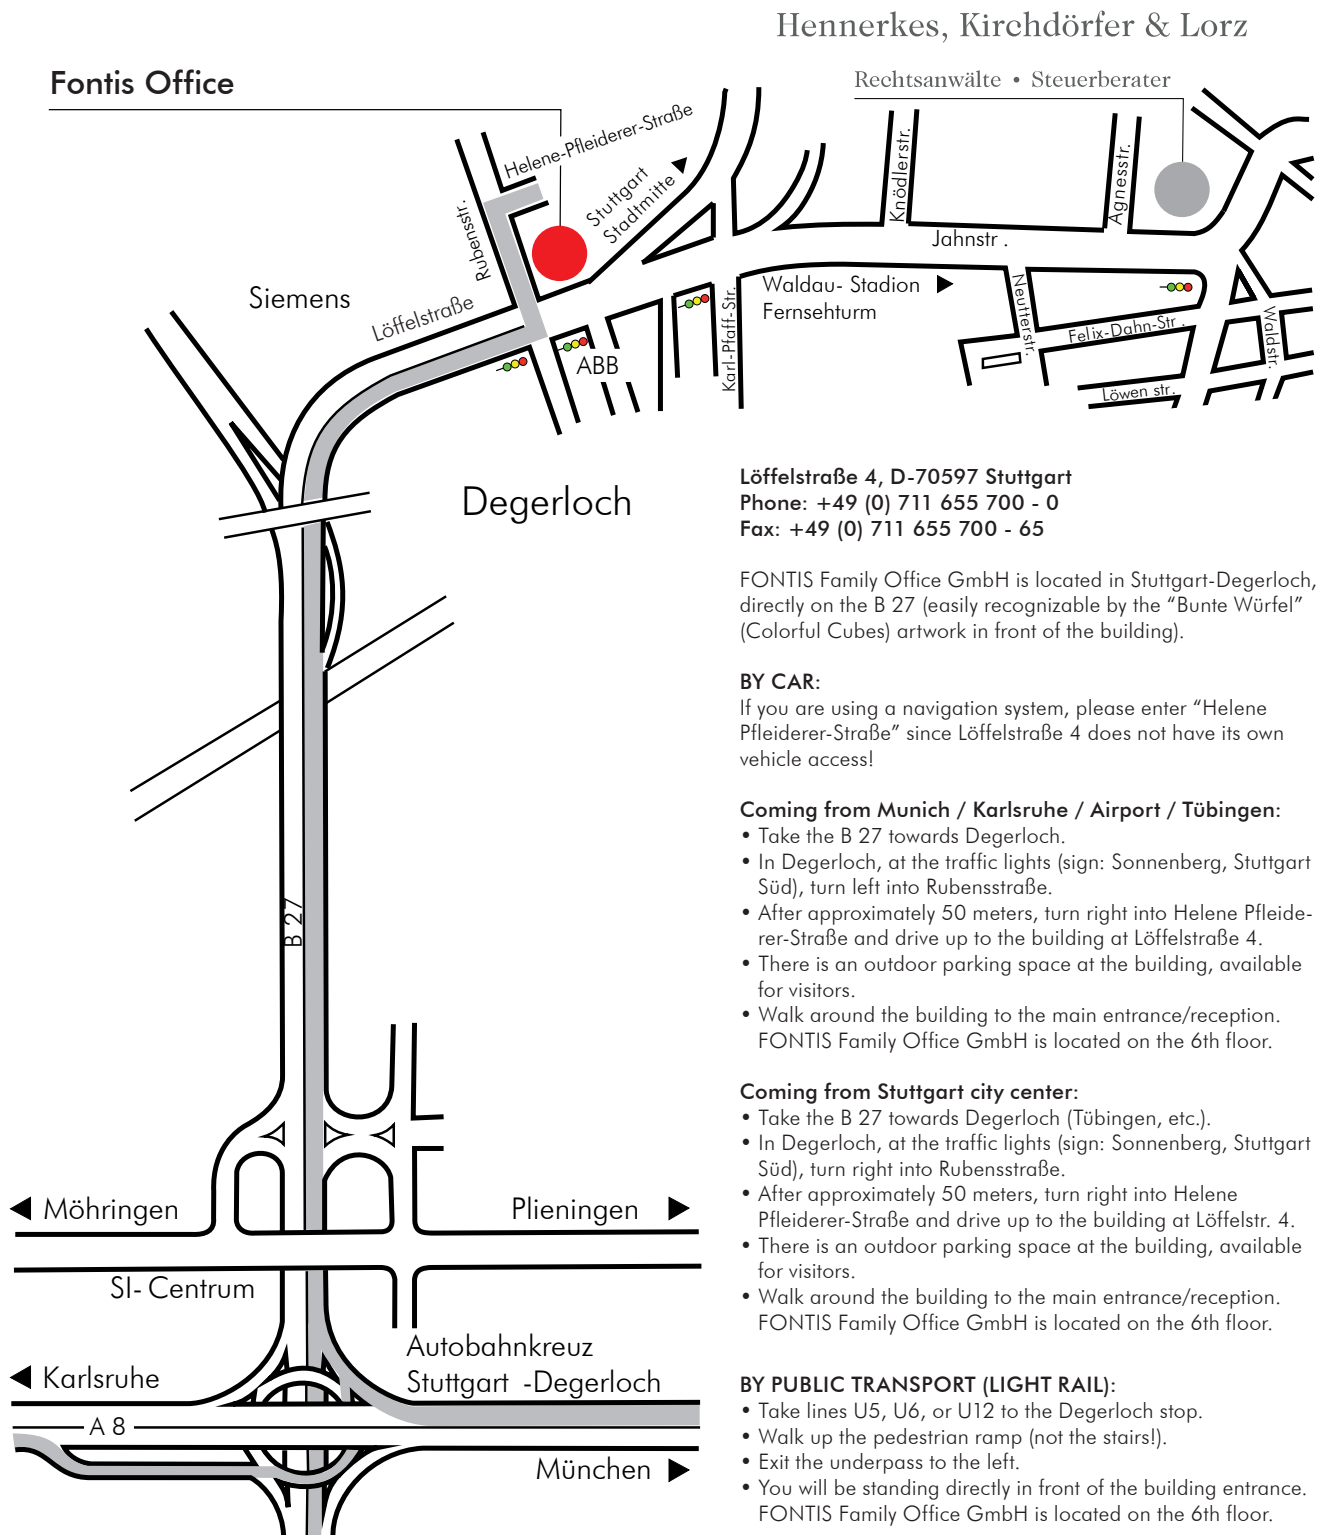 Hennerkes, Kirchdörfer & Lorz
Rechtsanwälte • Steuerberater
Fontis Office
Helene-Pfleiderer-Straße
Stuttgart
Stadtmitte
Rubensstr.
Knödlerstr.
Agnesstr.
Jahnstr .
Siemens
Löffelstraße
Waldau- Stadion
Fernsehturm
Neutterstr.
Felix-Dahn-Str .
Waldstr.
Karl-Pfaff-Str.
ABB
Löwen str.
Degerloch
B 27
Möhringen
Plieningen
SI- Centrum
Autobahnkreuz
Stuttgart -Degerloch
Karlsruhe
A 8
München
Löffelstraße 4, D-70597 Stuttgart
Phone: +49 (0) 711 655 700 - 0
Fax: +49 (0) 711 655 700 - 65
FONTIS Family Office GmbH is located in Stuttgart-Degerloch,
directly on the B 27 (easily recognizable by the “Bunte Würfel”
(Colorful Cubes) artwork in front of the building).
BY CAR:
If you are using a navigation system, please enter “Helene
Pfleiderer-Straße” since Löffelstraße 4 does not have its own
vehicle access!
Coming from Munich / Karlsruhe / Airport / Tübingen:
• Take the B 27 towards Degerloch.
• In Degerloch, at the traffic lights (sign: Sonnenberg, Stuttgart
Süd), turn left into Rubensstraße.
• After approximately 50 meters, turn right into Helene Pfleide-
rer-Straße and drive up to the building at Löffelstraße 4.
• There is an outdoor parking space at the building, available
for visitors.
• Walk around the building to the main entrance/reception.
FONTIS Family Office GmbH is located on the 6th floor.
Coming from Stuttgart city center:
• Take the B 27 towards Degerloch (Tübingen, etc.).
• In Degerloch, at the traffic lights (sign: Sonnenberg, Stuttgart
Süd), turn right into Rubensstraße.
• After approximately 50 meters, turn right into Helene
Pfleiderer-Straße and drive up to the building at Löffelstr. 4.
• There is an outdoor parking space at the building, available
for visitors.
• Walk around the building to the main entrance/reception.
FONTIS Family Office GmbH is located on the 6th floor.
BY PUBLIC TRANSPORT (LIGHT RAIL):
• Take lines U5, U6, or U12 to the Degerloch stop.
• Walk up the pedestrian ramp (not the stairs!).
• Exit the underpass to the left.
• You will be standing directly in front of the building entrance.
FONTIS Family Office GmbH is located on the 6th floor.